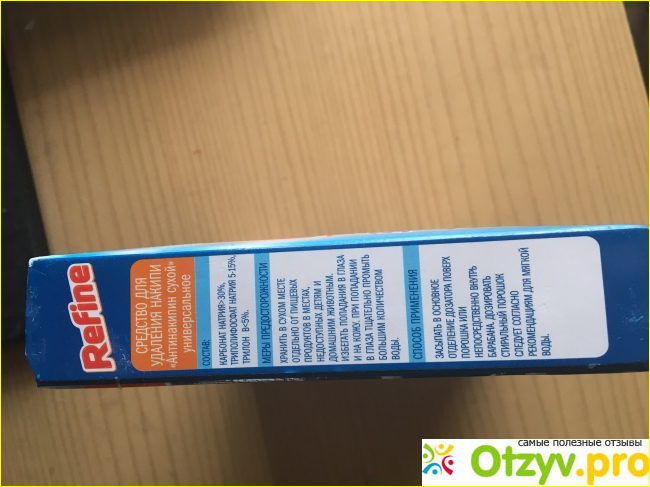 Refine
СРЕДСТВО ДЛЯ
УДАЛЕНИЯ НАКИПИ
«Антинакипин сухой»
универсальное
СОСТАВ:
КАРБОНАТ НАТРИЯ>30%,
ТРИПОЛИФОСФАТ НАТРИЯ 5-15%,
ТРИЛОН В<5%.
МЕРЫ ПРЕДОСТОРОЖНОСТИ
ХРАНИТЬ В СУХОМ МЕСТЕ
ОТДЕЛЬНО ОТ ПИЩЕВЫХ
ПРОДУКТОВ В МЕСТАХ,
НЕДОСТУПНЫХ ДЕТЯМ И
ДОМАШНИМ ЖИВОТНЫМ.
ИЗБЕГАТЬ ПОПАДАНИЯ В ГЛАЗА
И НА КОЖУ. ПРИ ПОПАДАНИИ
В ГЛАЗА ТЩАТЕЛЬНО ПРОМЫТЬ
БОЛЬШИМ КОЛИЧЕСТВОМ
ВОДЫ.
СПОСОБ ПРИМЕНЕНИЯ
ЗАСЫПАТЬ В ОСНОВНОЕ
ОТДЕЛЕНИЕ ДОЗАТОРА ПОВЕРХ
ПОРОШКА ИЛИ
НЕПОСРЕДСТВЕННО ВНУТРЬ
БАРАБАНА. ДОЗИРОВАТЬ
СТИРАЛЬНЫЙ ПОРОШОК
СЛЕДУЕТ СОГЛАСНО
РЕКОМЕНДАЦИЯМ ДЛЯ МЯГКОЙ
ВОДЫ.
самые полезные отзывы
Otzyv.pro